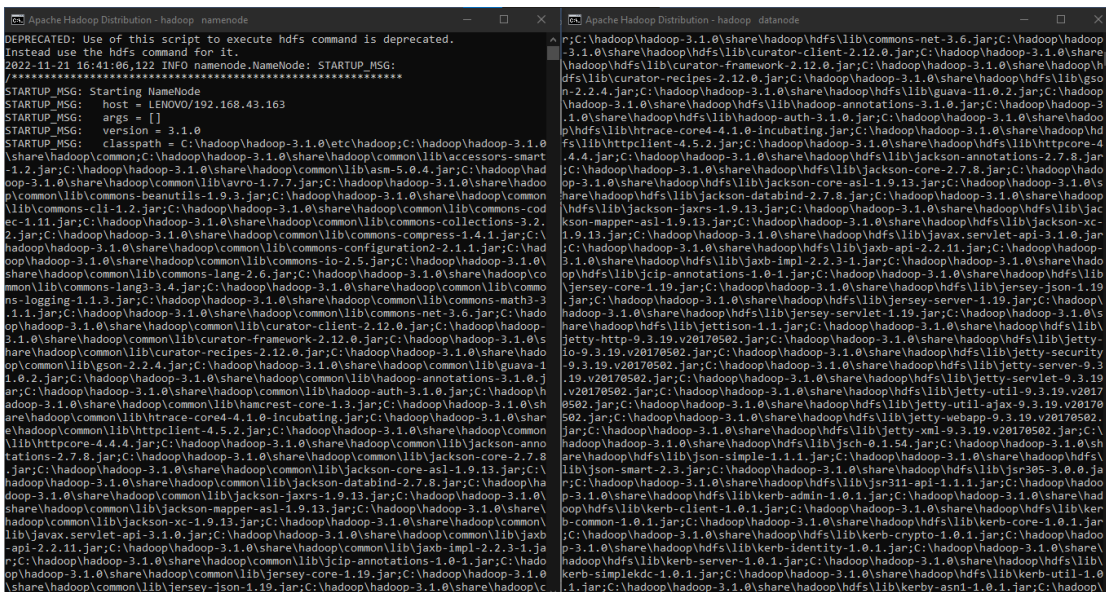 Apache Hadoop Distribution - hadoop namenode
DEPRECATED: Use of this script to execute hdfs command is deprecated.
Instead use the hdfs command for it.
2022-11-21 16:41:06,122 INFO namenode.NameNode: STARTUP_MSG:
/************************************************************
STARTUP_MSG: Starting NameNode
STARTUP_MSG:   host = LENOVO/192.168.43.163
STARTUP_MSG:   args = []
STARTUP_MSG:   version = 3.1.0
STARTUP_MSG:   classpath = C:\hadoop\hadoop-3.1.0\etc\hadoop;C:\hadoop\hadoop-3.1.0
\share\hadoop\common;C:\hadoop\hadoop-3.1.0\share\hadoop\common\lib\accessors-smart
-1.2.jar;C:\hadoop\hadoop-3.1.0\share\hadoop\common\lib\asm-5.0.4.jar;C:\hadoop\had
oop-3.1.0\share\hadoop\common\lib\avro-1.7.7.jar;C:\hadoop\hadoop-3.1.0\share\hadoo
p\common\lib\commons-beanutils-1.9.3.jar;C:\hadoop\hadoop-3.1.0\share\hadoop\common
\lib\commons-cli-1.2.jar;C:\hadoop\hadoop-3.1.0\share\hadoop\common\lib\commons-cod
ec-1.11.jar;C:\hadoop\hadoop-3.1.0\share\hadoop\common\lib\commons-collections-3.2.
2.jar;C:\hadoop\hadoop-3.1.0\share\hadoop\common\lib\commons-compress-1.4.1.jar;C:\
hadoop\hadoop-3.1.0\share\hadoop\common\lib\commons-configuration2-2.1.1.jar;C:\had
oop\hadoop-3.1.0\share\hadoop\common\lib\commons-io-2.5.jar;C:\hadoop\hadoop-3.1.0\
share\hadoop\common\lib\commons-lang-2.6.jar;C:\hadoop\hadoop-3.1.0\share\hadoop\co
mmon\lib\commons-lang3-3.4.jar;C:\hadoop\hadoop-3.1.0\share\hadoop\common\lib\commo
ns-logging-1.1.3.jar;C:\hadoop\hadoop-3.1.0\share\hadoop\common\lib\commons-math3-3
.1.1.jar;C:\hadoop\hadoop-3.1.0\share\hadoop\common\lib\commons-net-3.6.jar;C:\hado
op\hadoop-3.1.0\share\hadoop\common\lib\curator-client-2.12.0.jar;C:\hadoop\hadoop-
3.1.0\share\hadoop\common\lib\curator-framework-2.12.0.jar;C:\hadoop\hadoop-3.1.0\s
hare\hadoop\common\lib\curator-recipes-2.12.0.jar;C:\hadoop\hadoop-3.1.0\share\hado
op\common\lib\gson-2.2.4.jar;C:\hadoop\hadoop-3.1.0\share\hadoop\common\lib\guava-1
1.0.2.jar;C:\hadoop\hadoop-3.1.0\share\hadoop\common\lib\hadoop-annotations-3.1.0.j
ar;C:\hadoop\hadoop-3.1.0\share\hadoop\common\lib\hadoop-auth-3.1.0.jar;C:\hadoop\h
adoop-3.1.0\share\hadoop\common\lib\hamcrest-core-1.3.jar;C:\hadoop\hadoop-3.1.0\sh
are\hadoop\common\lib\htrace-core4-4.1.0-incubating.jar;C:\hadoop\hadoop-3.1.0\shar
e\hadoop\common\lib\httpclient-4.5.2.jar;C:\hadoop\hadoop-3.1.0\share\hadoop\common
\lib\httpcore-4.4.4.jar;C:\hadoop\hadoop-3.1.0\share\hadoop\common\lib\jackson-anno
tations-2.7.8.jar;C:\hadoop\hadoop-3.1.0\share\hadoop\common\lib\jackson-core-2.7.8
.jar;C:\hadoop\hadoop-3.1.0\share\hadoop\common\lib\jackson-core-asl-1.9.13.jar;C:\
hadoop\hadoop-3.1.0\share\hadoop\common\lib\jackson-databind-2.7.8.jar;C:\hadoop\ha
doop-3.1.0\share\hadoop\common\lib\jackson-jaxrs-1.9.13.jar;C:\hadoop\hadoop-3.1.0\
share\hadoop\common\lib\jackson-mapper-asl-1.9.13.jar;C:\hadoop\hadoop-3.1.0\share\
hadoop\common\lib\jackson-xc-1.9.13.jar;C:\hadoop\hadoop-3.1.0\share\hadoop\common\
lib\javax.servlet-api-3.1.0.jar;C:\hadoop\hadoop-3.1.0\share\hadoop\common\lib\jaxb
-api-2.2.11.jar;C:\hadoop\hadoop-3.1.0\share\hadoop\common\lib\jaxb-impl-2.2.3-1.ja
r;C:\hadoop\hadoop-3.1.0\share\hadoop\common\lib\jcip-annotations-1.0-1.jar;C:\hado
op\hadoop-3.1.0\share\hadoop\common\lib\jersey-core-1.19.jar;C:\hadoop\hadoop-3.1.0
\share\hadoop\common\lib\jersey-json-1.19.jar;C:\hadoop\hadoop-3.1.0\share\hadoop\c
Apache Hadoop Distribution - hadoop datanode
r;C:\hadoop\hadoop-3.1.0\share\hadoop\hdfs\lib\commons-net-3.6.jar;C:\hadoop\hadoop
-3.1.0\share\hadoop\hdfs\lib\curator-client-2.12.0.jar;C:\hadoop\hadoop-3.1.0\share
\hadoop\hdfs\lib\curator-framework-2.12.0.jar;C:\hadoop\hadoop-3.1.0\share\hadoop\h
dfs\lib\curator-recipes-2.12.0.jar;C:\hadoop\hadoop-3.1.0\share\hadoop\hdfs\lib\gso
n-2.2.4.jar;C:\hadoop\hadoop-3.1.0\share\hadoop\hdfs\lib\guava-11.0.2.jar;C:\hadoop
\hadoop-3.1.0\share\hadoop\hdfs\lib\hadoop-annotations-3.1.0.jar;C:\hadoop\hadoop-3
.1.0\share\hadoop\hdfs\lib\hadoop-auth-3.1.0.jar;C:\hadoop\hadoop-3.1.0\share\hadoo
p\hdfs\lib\htrace-core4-4.1.0-incubating.jar;C:\hadoop\hadoop-3.1.0\share\hadoop\hd
fs\lib\httpclient-4.5.2.jar;C:\hadoop\hadoop-3.1.0\share\hadoop\hdfs\lib\httpcore-4
.4.4.jar;C:\hadoop\hadoop-3.1.0\share\hadoop\hdfs\lib\jackson-annotations-2.7.8.jar
;C:\hadoop\hadoop-3.1.0\share\hadoop\hdfs\lib\jackson-core-2.7.8.jar;C:\hadoop\hado
op-3.1.0\share\hadoop\hdfs\lib\jackson-core-asl-1.9.13.jar;C:\hadoop\hadoop-3.1.0\s
hare\hadoop\hdfs\lib\jackson-databind-2.7.8.jar;C:\hadoop\hadoop-3.1.0\share\hadoop
\hdfs\lib\jackson-jaxrs-1.9.13.jar;C:\hadoop\hadoop-3.1.0\share\hadoop\hdfs\lib\jac
kson-mapper-asl-1.9.13.jar;C:\hadoop\hadoop-3.1.0\share\hadoop\hdfs\lib\jackson-xc-
1.9.13.jar;C:\hadoop\hadoop-3.1.0\share\hadoop\hdfs\lib\javax.servlet-api-3.1.0.jar
;C:\hadoop\hadoop-3.1.0\share\hadoop\hdfs\lib\jaxb-api-2.2.11.jar;C:\hadoop\hadoop-
3.1.0\share\hadoop\hdfs\lib\jaxb-impl-2.2.3-1.jar;C:\hadoop\hadoop-3.1.0\share\hado
op\hdfs\lib\jcip-annotations-1.0-1.jar;C:\hadoop\hadoop-3.1.0\share\hadoop\hdfs\lib
\jersey-core-1.19.jar;C:\hadoop\hadoop-3.1.0\share\hadoop\hdfs\lib\jersey-json-1.19
.jar;C:\hadoop\hadoop-3.1.0\share\hadoop\hdfs\lib\jersey-server-1.19.jar;C:\hadoop\
hadoop-3.1.0\share\hadoop\hdfs\lib\jersey-servlet-1.19.jar;C:\hadoop\hadoop-3.1.0\s
hare\hadoop\hdfs\lib\jettison-1.1.jar;C:\hadoop\hadoop-3.1.0\share\hadoop\hdfs\lib\
jetty-http-9.3.19.v20170502.jar;C:\hadoop\hadoop-3.1.0\share\hadoop\hdfs\lib\jetty-
io-9.3.19.v20170502.jar;C:\hadoop\hadoop-3.1.0\share\hadoop\hdfs\lib\jetty-security
-9.3.19.v20170502.jar;C:\hadoop\hadoop-3.1.0\share\hadoop\hdfs\lib\jetty-server-9.3
.19.v20170502.jar;C:\hadoop\hadoop-3.1.0\share\hadoop\hdfs\lib\jetty-servlet-9.3.19
.v20170502.jar;C:\hadoop\hadoop-3.1.0\share\hadoop\hdfs\lib\jetty-util-9.3.19.v2017
0502.jar;C:\hadoop\hadoop-3.1.0\share\hadoop\hdfs\lib\jetty-util-ajax-9.3.19.v20170
502.jar;C:\hadoop\hadoop-3.1.0\share\hadoop\hdfs\lib\jetty-webapp-9.3.19.v20170502.
jar;C:\hadoop\hadoop-3.1.0\share\hadoop\hdfs\lib\jetty-xml-9.3.19.v20170502.jar;C:\
hadoop\hadoop-3.1.0\share\hadoop\hdfs\lib\jsch-0.1.54.jar;C:\hadoop\hadoop-3.1.0\sh
are\hadoop\hdfs\lib\json-simple-1.1.1.jar;C:\hadoop\hadoop-3.1.0\share\hadoop\hdfs\
lib\json-smart-2.3.jar;C:\hadoop\hadoop-3.1.0\share\hadoop\hdfs\lib\jsr305-3.0.0.ja
r;C:\hadoop\hadoop-3.1.0\share\hadoop\hdfs\lib\jsr311-api-1.1.1.jar;C:\hadoop\hadoo
p-3.1.0\share\hadoop\hdfs\lib\kerb-admin-1.0.1.jar;C:\hadoop\hadoop-3.1.0\share\had
oop\hdfs\lib\kerb-client-1.0.1.jar;C:\hadoop\hadoop-3.1.0\share\hadoop\hdfs\lib\ker
b-common-1.0.1.jar;C:\hadoop\hadoop-3.1.0\share\hadoop\hdfs\lib\kerb-core-1.0.1.jar
;C:\hadoop\hadoop-3.1.0\share\hadoop\hdfs\lib\kerb-crypto-1.0.1.jar;C:\hadoop\hadoo
p-3.1.0\share\hadoop\hdfs\lib\kerb-identity-1.0.1.jar;C:\hadoop\hadoop-3.1.0\share\
hadoop\hdfs\lib\kerb-server-1.0.1.jar;C:\hadoop\hadoop-3.1.0\share\hadoop\hdfs\lib\
kerb-simplekdc-1.0.1.jar;C:\hadoop\hadoop-3.1.0\share\hadoop\hdfs\lib\kerb-util-1.0
.1.jar;C:\hadoop\hadoop-3.1.0\share\hadoop\hdfs\lib\kerby-asn1-1.0.1.jar;C:\hadoop\